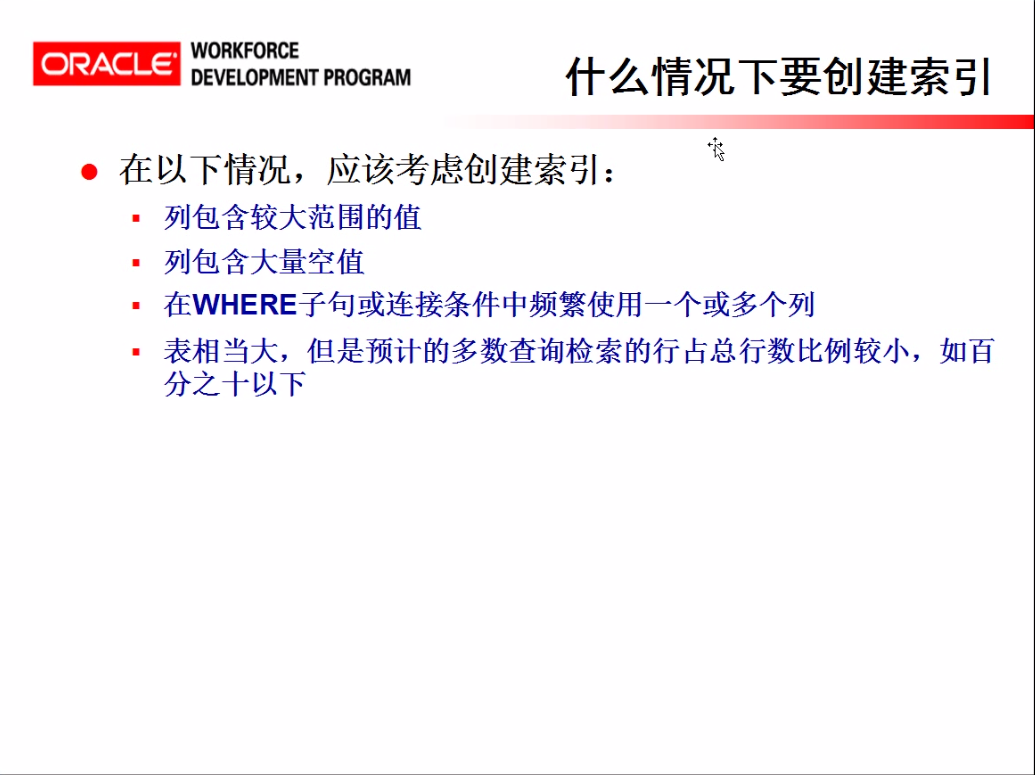 ORACLE WORKFORCE
DEVELOPMENT PROGRAM
什么情况下要创建索引
在以下情况，应该考虑创建索引：
列包含较大范围的值
列包含大量空值
在WHERE子句或连接条件中频繁使用一个或多个列
表相当大，但是预计的多数查询检索的行占总行数比例较小，如百
分之十以下